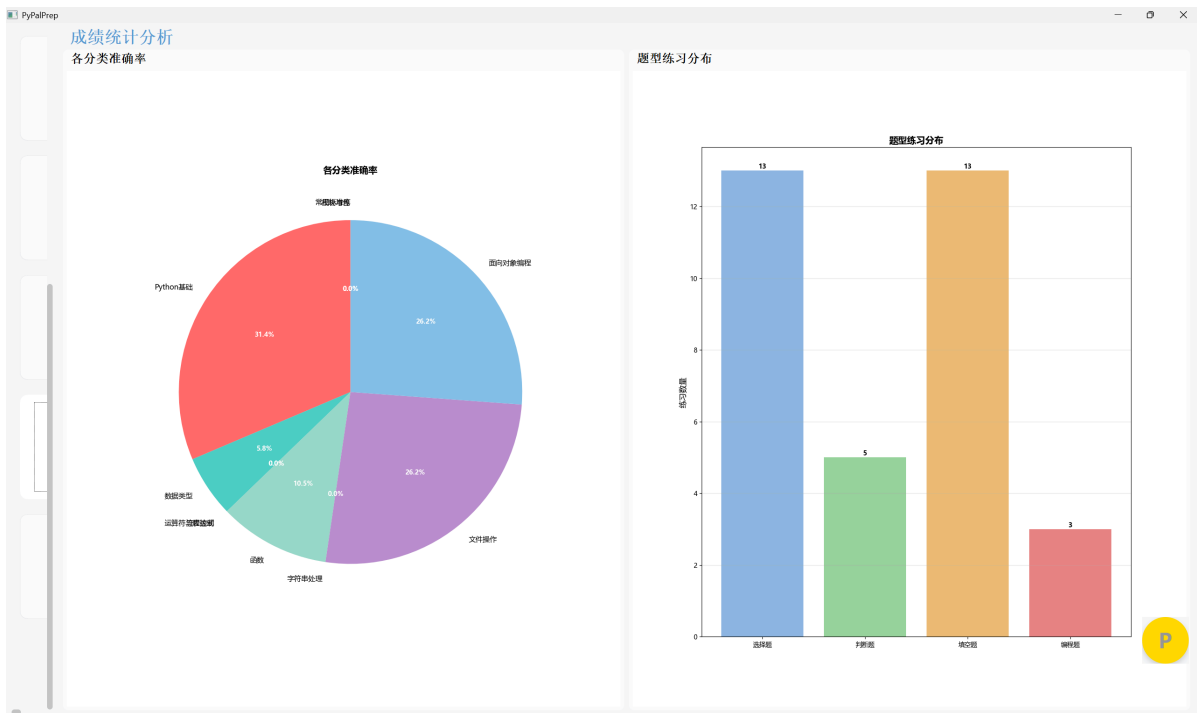 PyPalPrep
成绩统计分析
各分类准确率
各分类准确率
面向对象编程
Python基础
0.0%
26.2%
31.4%
5.8%
0.0%
10.5%
0.0%
26.2%
数据类型
文件操作
函数
字符串处理
题型练习分布
题型练习分布
练习数量
13
5
13
3
12
10
8
6
4
2
0
选择题
判断题
填空题
编程题
P